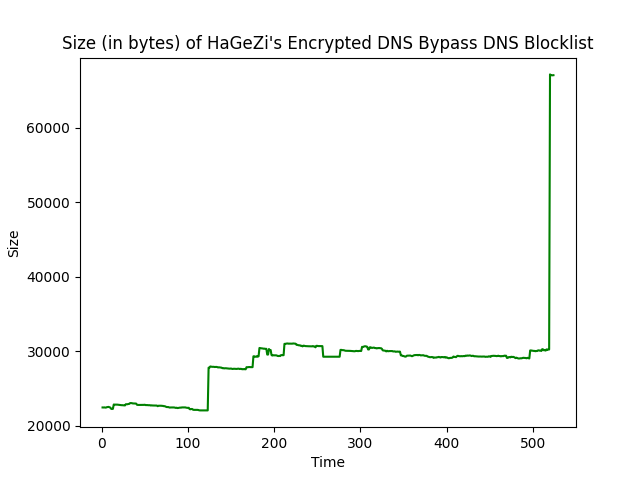 Size (in bytes) of HaGeZi's Encrypted DNS Bypass DNS Blocklist
60000
50000
40000
30000
20000
Size
0 100 200 300 400 500
Time